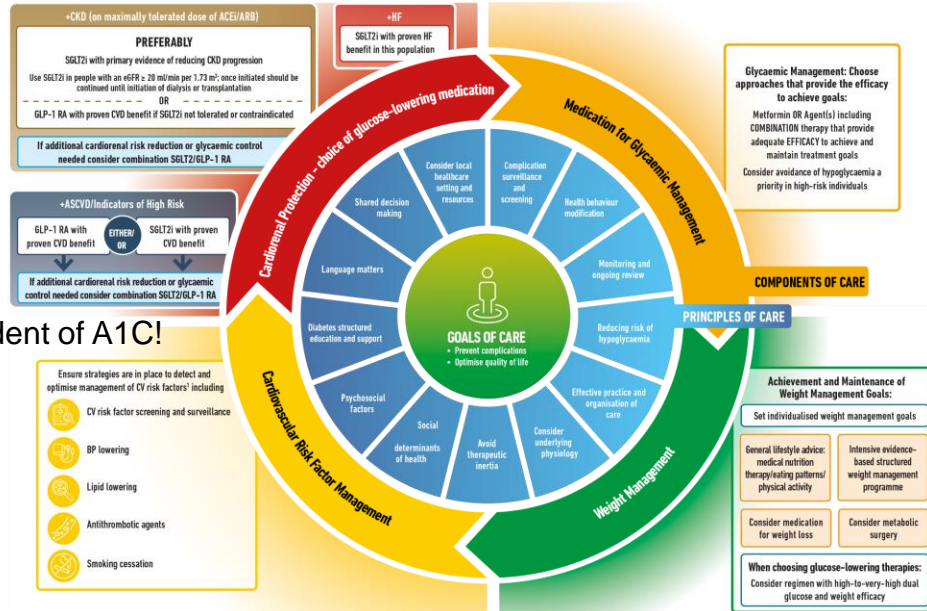 +CKD (on maximally tolerated dose of ACEi/ARB)
PREFERABLY
SGLT2i with primary evidence of reducing CKD progression
Use SGLT2i in people with an eGFR ≥ 20 ml/min per 1.73 m²; once initiated should be
continued until initiation of dialysis or transplantation
OR
GLP-1 RA with proven CVD benefit if SGLT2i not tolerated or contraindicated
If additional cardiorenal risk reduction or glycaemic control
needed consider combination SGLT2/GLP-1 RA
+HF
SGLT2i with proven HF
benefit in this population
+ASCVD/Indicators of High Risk
GLP-1 RA with
proven CVD benefit
EITHER/
OR
SGLT2i with proven
CVD benefit
If additional cardiorenal risk reduction or glycaemic
control needed consider combination SGLT2/GLP-1 RA
dent of A1C!
Ensure strategies are in place to detect and
optimise management of CV risk factors¹ including
CV risk factor screening and surveillance
BP lowering
Lipid lowering
Antithrombotic agents
Smoking cessation
Cardiorenal Protection - choice of glucose-lowering medication
Medication for Glycaemic Management
Weight Management
Cardiovascular Risk Factor Management
Consider local
healthcare
setting and
resources
Complication
surveillance
and
screening
Health behaviour
modification
Monitoring and
ongoing review
Reducing risk of
hypoglycaemia
Effective practice and
organisation of
care
Consider
underlying
physiology
Avoid
therapeutic
inertia
Social
determinants
of health
Psychosocial
factors
Diabetes structured
education and support
Language matters
Shared decision
making
GOALS OF CARE
• Prevent complications
• Optimise quality of life
Glycaemic Management: Choose
approaches that provide the efficacy
to achieve goals:
Metformin OR Agent(s) including
COMBINATION therapy that provide
adequate EFFICACY to achieve and
maintain treatment goals
Consider avoidance of hypoglycaemia a
priority in high-risk individuals
COMPONENTS OF CARE
PRINCIPLES OF CARE
Achievement and Maintenance of
Weight Management Goals:
Set individualised weight management goals
General lifestyle advice:
medical nutrition
therapy/eating patterns/
physical activity
Intensive evidence-
based structured
weight management
programme
Consider medication
for weight loss
Consider metabolic
surgery
When choosing glucose-lowering therapies:
Consider regimen with high-to-very-high dual
glucose and weight efficacy